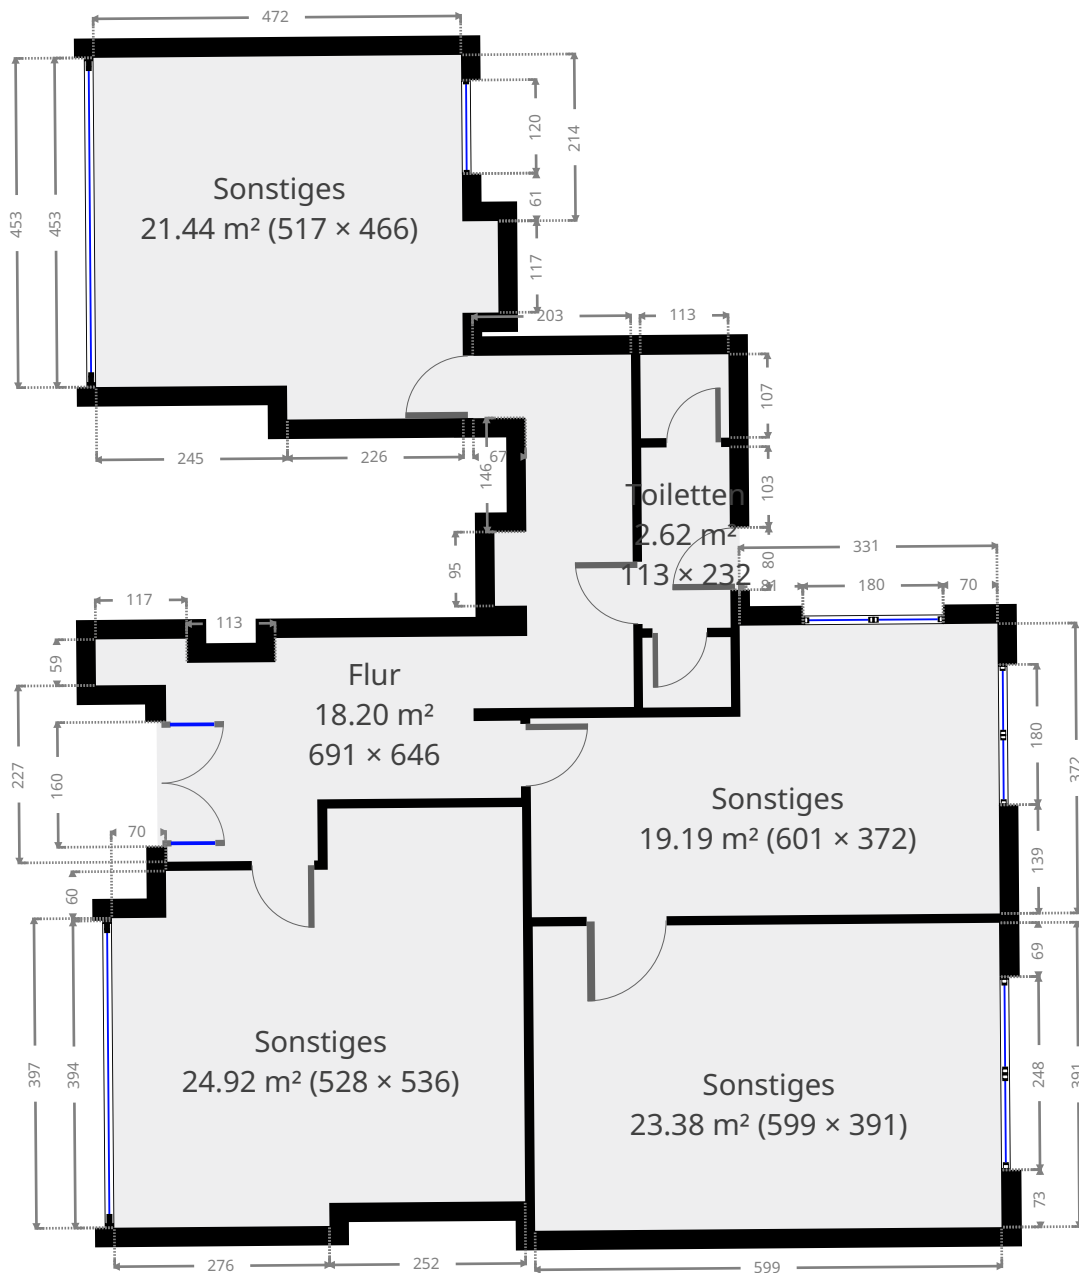 472
453
453
120
214
61
117
Sonstiges
21.44 m² (517 × 466)
203
113
107
245
226
67
146
103
Toiletten
2.62 m²
113 × 232
95
80
331
81
180
70
117
113
59
Flur
18.20 m²
691 × 646
227
160
70
60
180
372
139
Sonstiges
19.19 m² (601 × 372)
69
248
391
73
397
394
Sonstiges
24.92 m² (528 × 536)
Sonstiges
23.38 m² (599 × 391)
276
252
599